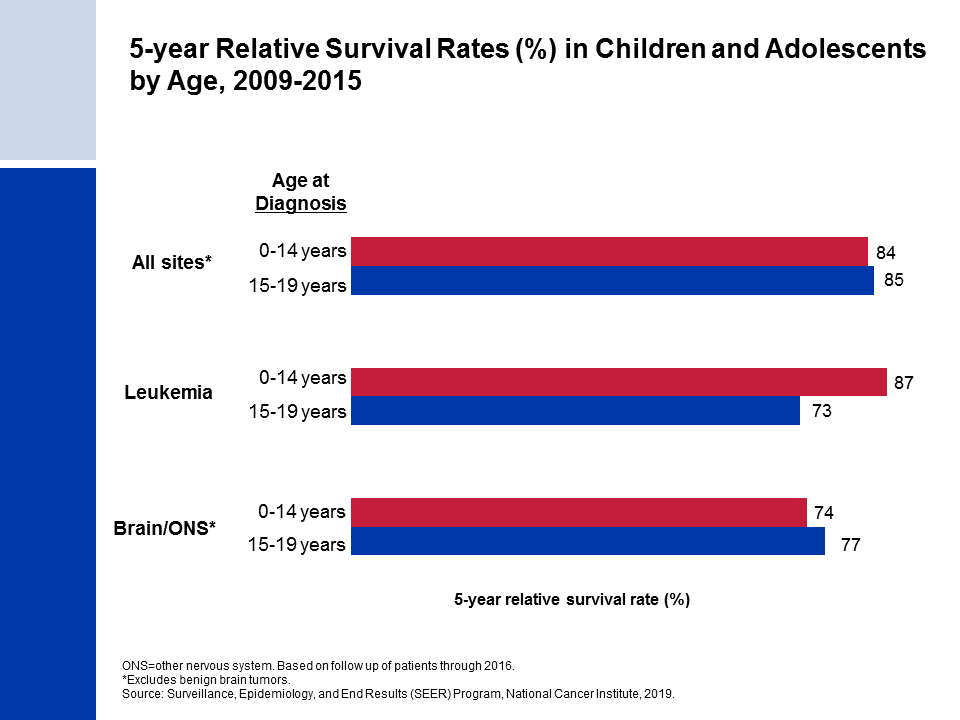 5-year Relative Survival Rates (%) in Children and Adolescents
by Age, 2009-2015
Age at
Diagnosis
All sites*
0-14 years
84
15-19 years
85
Leukemia
0-14 years
87
15-19 years
73
Brain/ONS*
0-14 years
74
15-19 years
77
5-year relative survival rate (%)
ONS=other nervous system. Based on follow up of patients through 2016.
*Excludes benign brain tumors.
Source: Surveillance, Epidemiology, and End Results (SEER) Program, National Cancer Institute, 2019.